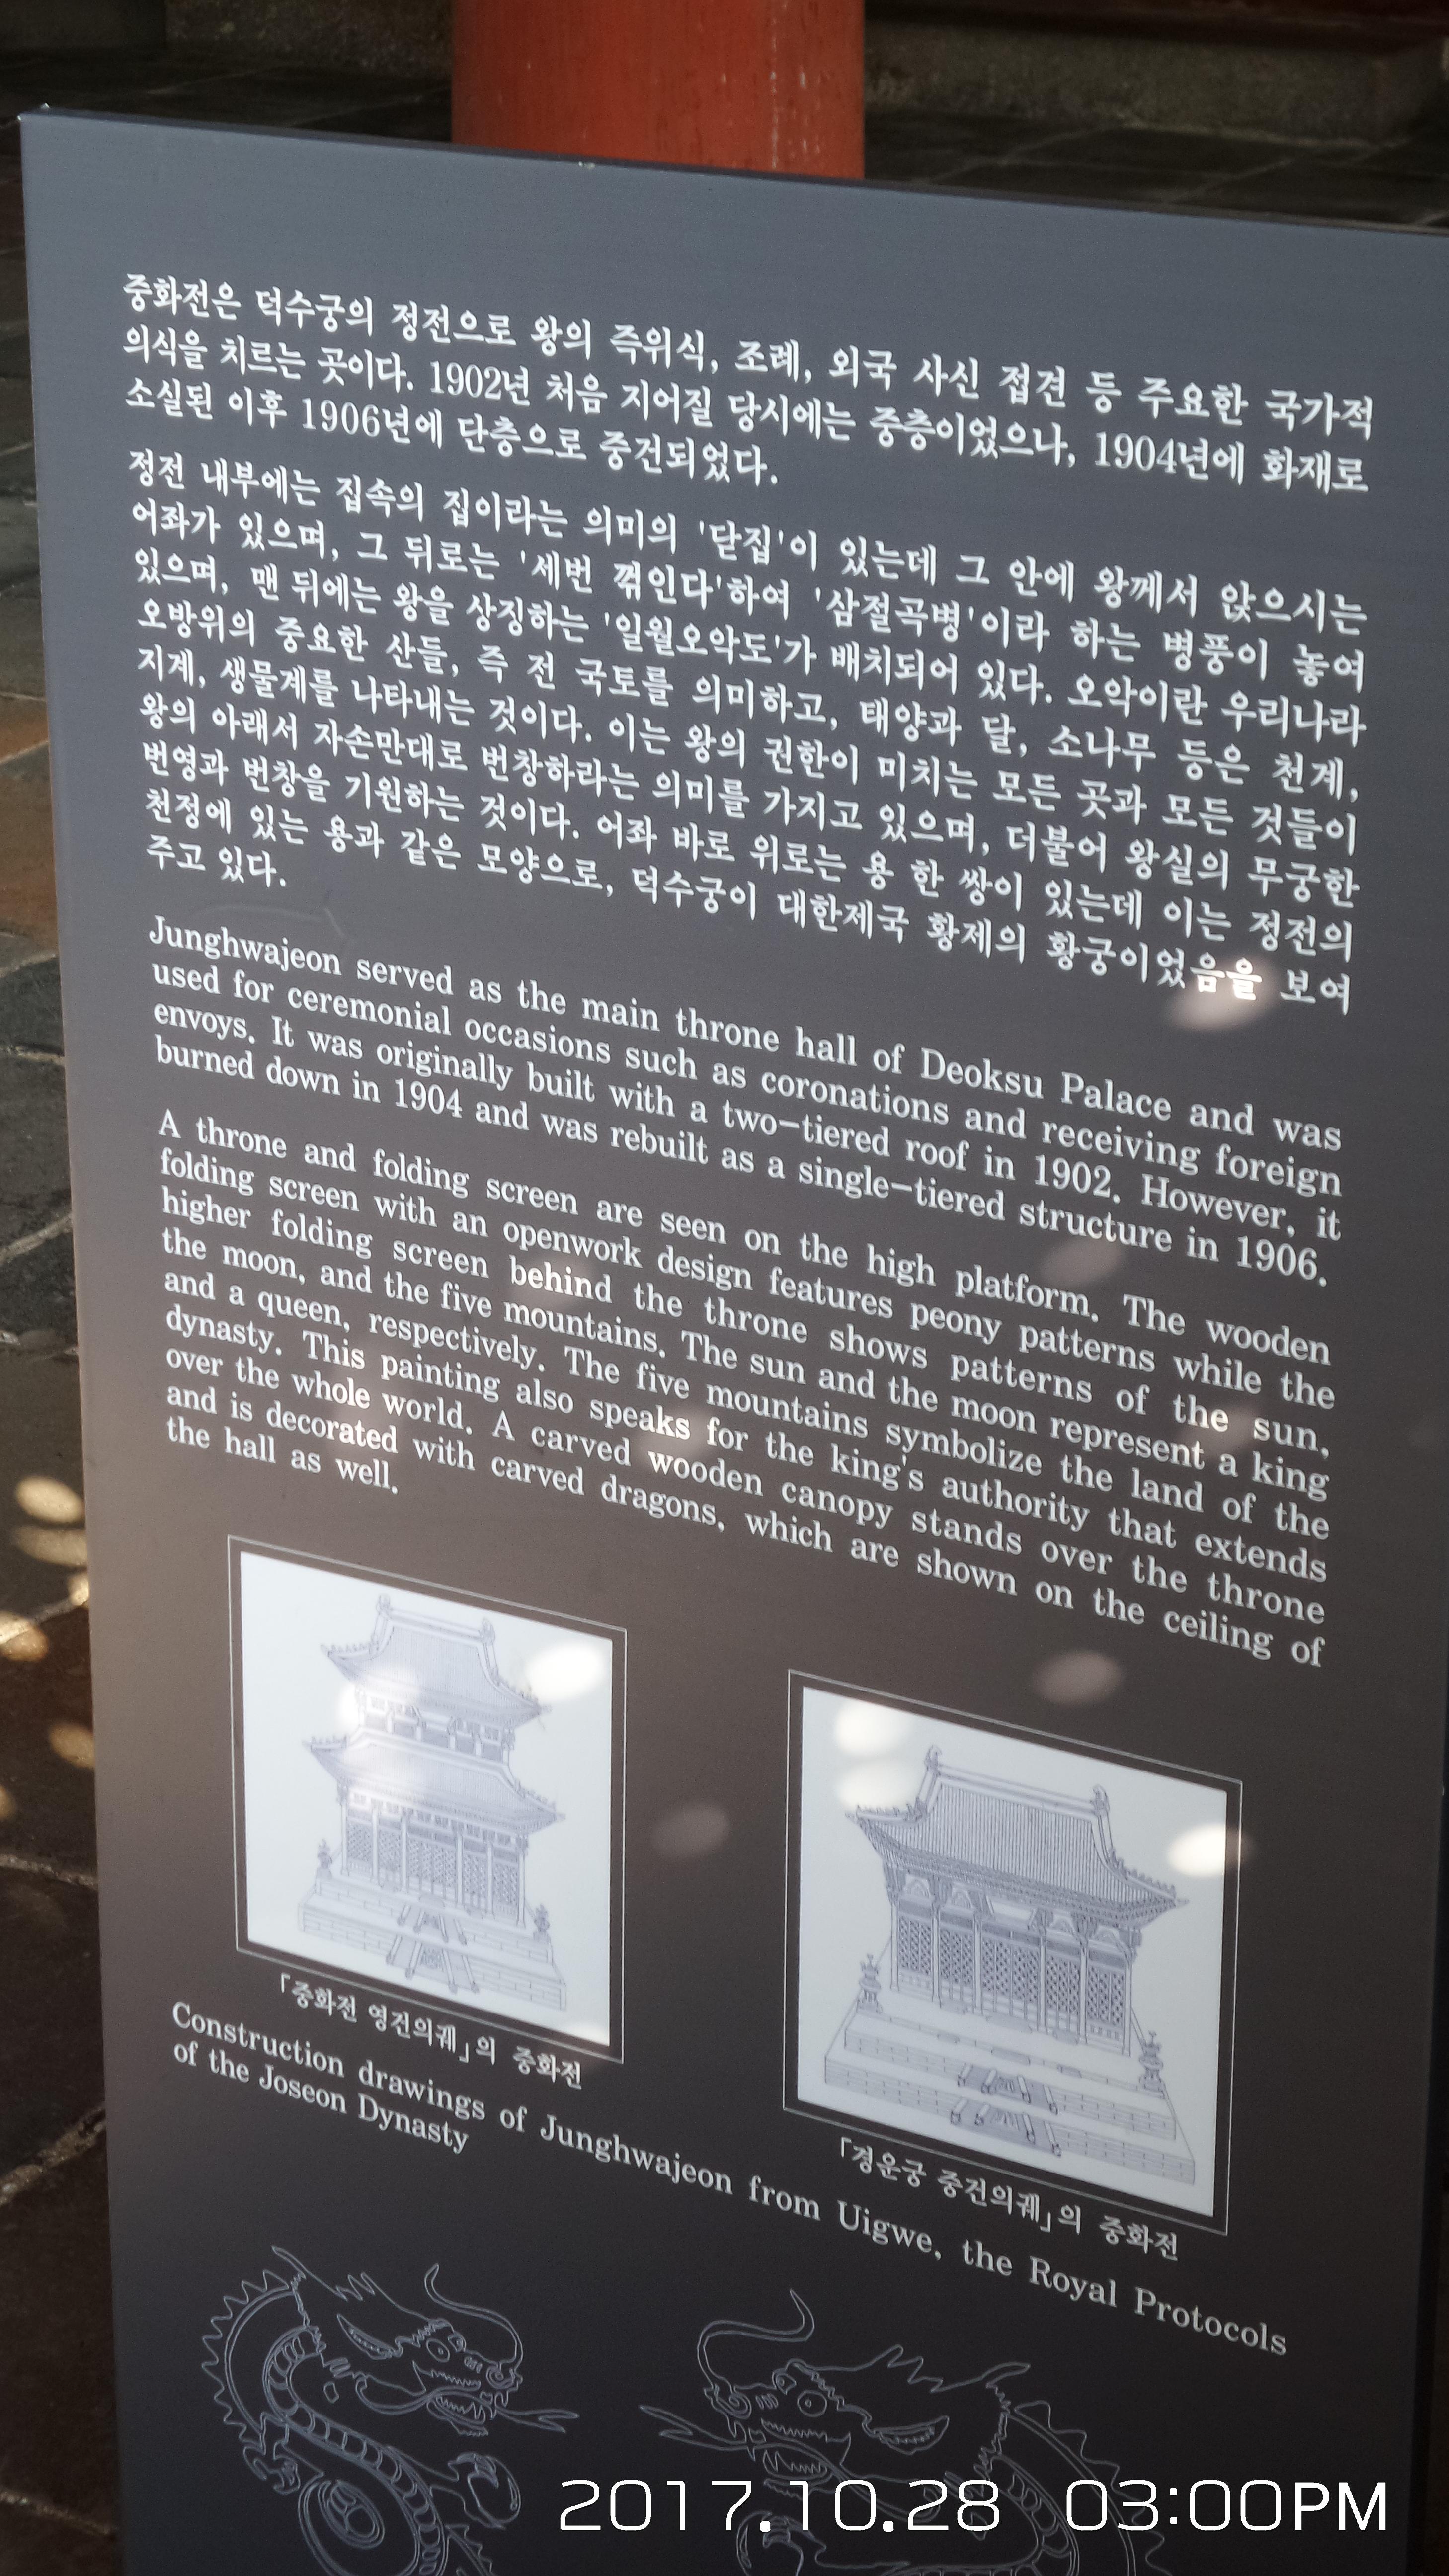 중화전은 덕수궁의 정전으로 왕의 즉위식, 조례, 외국 사신 접견 등 주요한 국가적
의식을 치르는 곳이다. 1902년 처음 지어질 당시에는 중층이었으나, 1904년에 화재로
소실된 이후 1906년에 단층으로 중건되었다.
정전 내부에는 집속의 집이라는 의미의 '닫집'이 있는데 그 안에 왕께서 앉으시는
어좌가 있으며, 그 뒤로는 '세번 꺾인다'하여 '삼절곡병'이라 하는 병풍이 놓여
있으며, 맨 뒤에는 왕을 상징하는 '일월오악도'가 배치되어 있다. 오악이란 우리나라
오방위의 중요한 산들, 즉 전 국토를 의미하고, 태양과 달, 소나무 등은 천계,
지계, 생물계를 나타내는 것이다. 이는 왕의 권한이 미치는 모든 곳과 모든 것들이
왕의 아래서 자손만대로 번창하라는 의미를 가지고 있으며, 더불어 왕실의 무궁한
번영과 번창을 기원하는 것이다. 어좌 바로 위로는 용 한 쌍이 있는데 이는 정전의
천정에 있는 용과 같은 모양으로, 덕수궁이 대한제국 황제의 황궁이었음을 보여
주고 있다.
Junghwajeon served as the main throne hall of Deoksu Palace and was
used for ceremonial occasions such as coronations and receiving foreign
envoys. It was originally built with a two-tiered roof in 1902. However, it
burned down in 1904 and was rebuilt as a single-tiered structure in 1906.
A throne and folding screen are seen on the high platform. The wooden
folding screen with an openwork design features peony patterns while the
higher folding screen behind the throne shows patterns of the sun,
the moon, and the five mountains. The sun and the moon represent a king
and a queen, respectively. The five mountains symbolize the land of the
dynasty. This painting also speaks for the king's authority that extends
over the whole world. A carved wooden canopy stands over the throne
and is decorated with carved dragons, which are shown on the ceiling of
the hall as well.
「중화전 영건의궤」의 중화전
「경운궁 중건의궤」의 중화전
Construction drawings of Junghwajeon from Uigwe, the Royal Protocols
of the Joseon Dynasty
2017.10.28 03:00PM